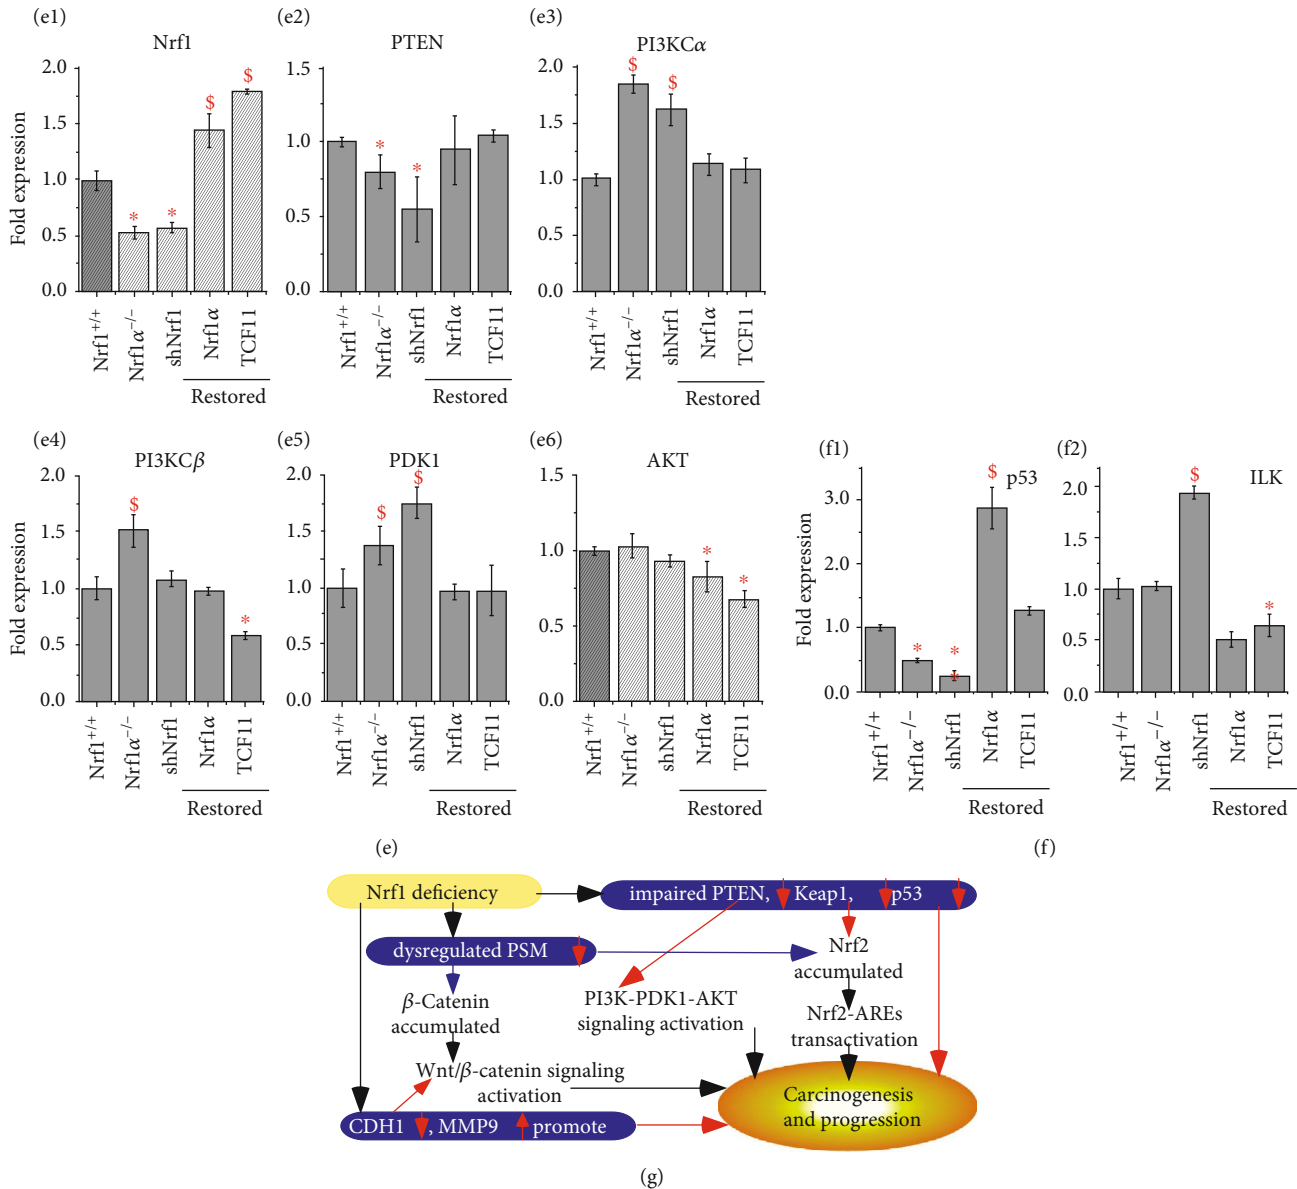 (e1)
Nrf1
Fold expression
2.0
1.5
1.0
0.5
0.0
*
*
$
$
Nrf1+/+
Nrf1α−/−
shNrf1
Nrf1α
TCF11
Restored
(e2)
PTEN
1.5
1.0
0.5
0.0
*
*
Nrf1+/+
Nrf1α−/−
shNrf1
Nrf1α
TCF11
Restored
(e3)
PI3KCα
2.0
1.5
1.0
0.5
0.0
$
$
Nrf1+/+
Nrf1α−/−
shNrf1
Nrf1α
TCF11
Restored
(e4)
PI3KCβ
Fold expression
2.0
1.5
1.0
0.5
0.0
$
*
Nrf1+/+
Nrf1α−/−
shNrf1
Nrf1α
TCF11
Restored
(e5)
PDK1
2.0
1.5
1.0
0.5
0.0
$
$
Nrf1+/+
Nrf1α−/−
shNrf1
Nrf1α
TCF11
Restored
(e6)
AKT
1.5
1.0
0.5
0.0
*
*
Nrf1+/+
Nrf1α−/−
shNrf1
Nrf1α
TCF11
Restored
(f1)
p53
Fold expression
3.0
2.0
1.0
0.0
*
*
*
$
Nrf1+/+
Nrf1α−/−
shNrf1
Nrf1α
TCF11
Restored
(f2)
ILK
2.0
1.5
1.0
0.5
0.0
$
*
Nrf1+/+
Nrf1α−/−
shNrf1
Nrf1α
TCF11
Restored
(e)
(f)
Nrf1 deficiency
impaired PTEN, Keap1, p53
dysregulated PSM
Nrf2
accumulated
β-Catenin
accumulated
PI3K-PDK1-AKT
signaling activation
Nrf2-AREs
transactivation
Wnt/β-catenin signaling
activation
Carcinogenesis
and progression
CDH1 , MMP9 promote
(g)